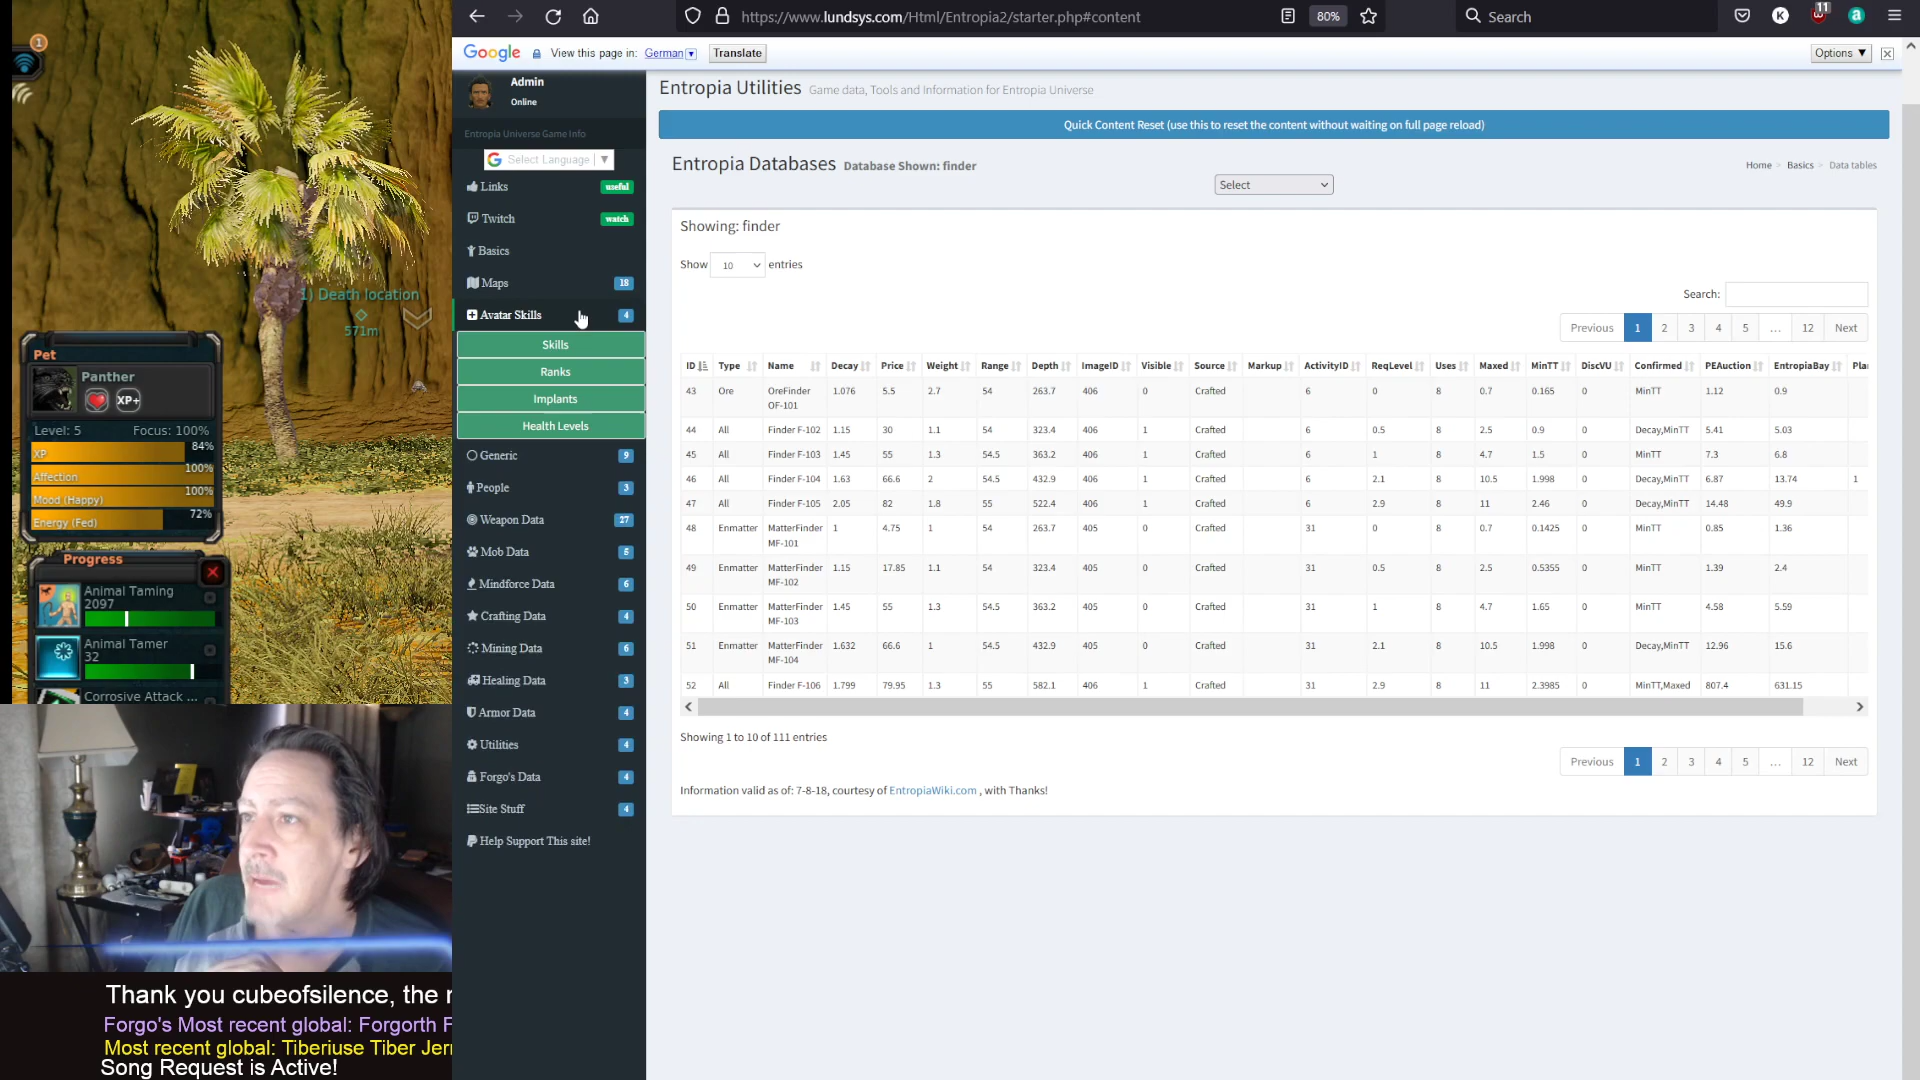 1
1) Death location
571m
Pet
Panther
XP+
Level: 5 Focus: 100%
XP 84%
Affection 100%
Mood (Happy) 100%
Energy (Fed) 72%
Progress
Animal Taming
2097
Animal Tamer
32
Corrosive Attack ...
Thank you cubeofsilence, the
Forgo's Most recent global: Forgorth
Most recent global: Tiberiuse Tiber
Song Request is Active!
https://www.lundsys.com/Html/Entropia2/starter.php#content
80%
Search
K
11
a
Google View this page in: German Translate
Options ▼
Admin
Online
Entropia Universe Game Info
G Select Language ▼
Links useful
Twitch watch
Basics
Maps 18
Avatar Skills 4
Skills
Ranks
Implants
Health Levels
Generic 9
People 3
Weapon Data 27
Mob Data 5
Mindforce Data 6
Crafting Data 4
Mining Data 6
Healing Data 3
Armor Data 4
Utilities 4
Forgo's Data 4
Site Stuff 4
Help Support This site!
Entropia Utilities Game data, Tools and Information for Entropia Universe
Quick Content Reset (use this to reset the content without waiting on full page reload)
Entropia Databases Database Shown: finder
Home > Basics > Data tables
Select
Showing: finder
Show 10 entries
Search:
Previous 1 2 3 4 5 ... 12 Next
ID Type Name Decay Price Weight Range Depth ImageID Visible Source Markup ActivityID ReqLevel Uses Maxed MinTT DiscVU Confirmed PEAuction EntropiaBay Pla
43 Ore OreFinder OF-101 1.076 5.5 2.7 54 263.7 406 0 Crafted 6 0 8 0.7 0.165 0 MinTT 1.12 0.9
44 All Finder F-102 1.15 30 1.1 54 323.4 406 1 Crafted 6 0.5 8 2.5 0.9 0 Decay,MinTT 5.41 5.03
45 All Finder F-103 1.45 55 1.3 54.5 363.2 406 1 Crafted 6 1 8 4.7 1.5 0 MinTT 7.3 6.8
46 All Finder F-104 1.63 66.6 2 54.5 432.9 406 1 Crafted 6 2.1 8 10.5 1.998 0 Decay,MinTT 6.87 13.74 1
47 All Finder F-105 2.05 82 1.8 55 522.4 406 1 Crafted 6 2.9 8 11 2.46 0 Decay,MinTT 14.48 49.9
48 Enmatter MatterFinder MF-101 1 4.75 1 54 263.7 405 0 Crafted 31 0 8 0.7 0.1425 0 MinTT 0.85 1.36
49 Enmatter MatterFinder MF-102 1.15 17.85 1.1 54 323.4 405 0 Crafted 31 0.5 8 2.5 0.5355 0 MinTT 1.39 2.4
50 Enmatter MatterFinder MF-103 1.45 55 1.3 54.5 363.2 405 0 Crafted 31 1 8 4.7 1.65 0 MinTT 4.58 5.59
51 Enmatter MatterFinder MF-104 1.632 66.6 1 54.5 432.9 405 0 Crafted 31 2.1 8 10.5 1.998 0 Decay,MinTT 12.96 15.6
52 All Finder F-106 1.799 79.95 1.3 55 582.1 406 1 Crafted 31 2.9 8 11 2.3985 0 MinTT,Maxed 807.4 631.15
Showing 1 to 10 of 111 entries
Previous 1 2 3 4 5 ... 12 Next
Information valid as of: 7-8-18, courtesy of EntropiaWiki.com , with Thanks!